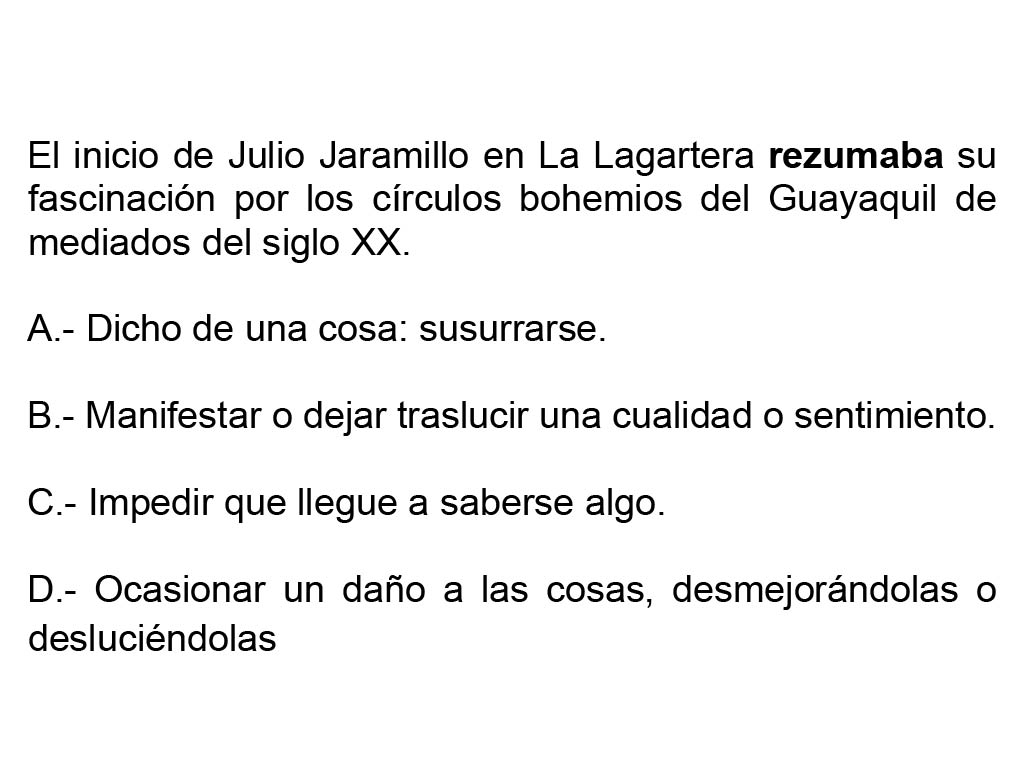 El inicio de Julio Jaramillo en La Lagartera rezumaba su
fascinación por los círculos bohemios del Guayaquil de
mediados del siglo XX.
A.- Dicho de una cosa: susurrarse.
B.- Manifestar o dejar traslucir una cualidad o sentimiento.
C.- Impedir que llegue a saberse algo.
D.- Ocasionar un daño a las cosas, desmejorándolas o
desluciéndolas